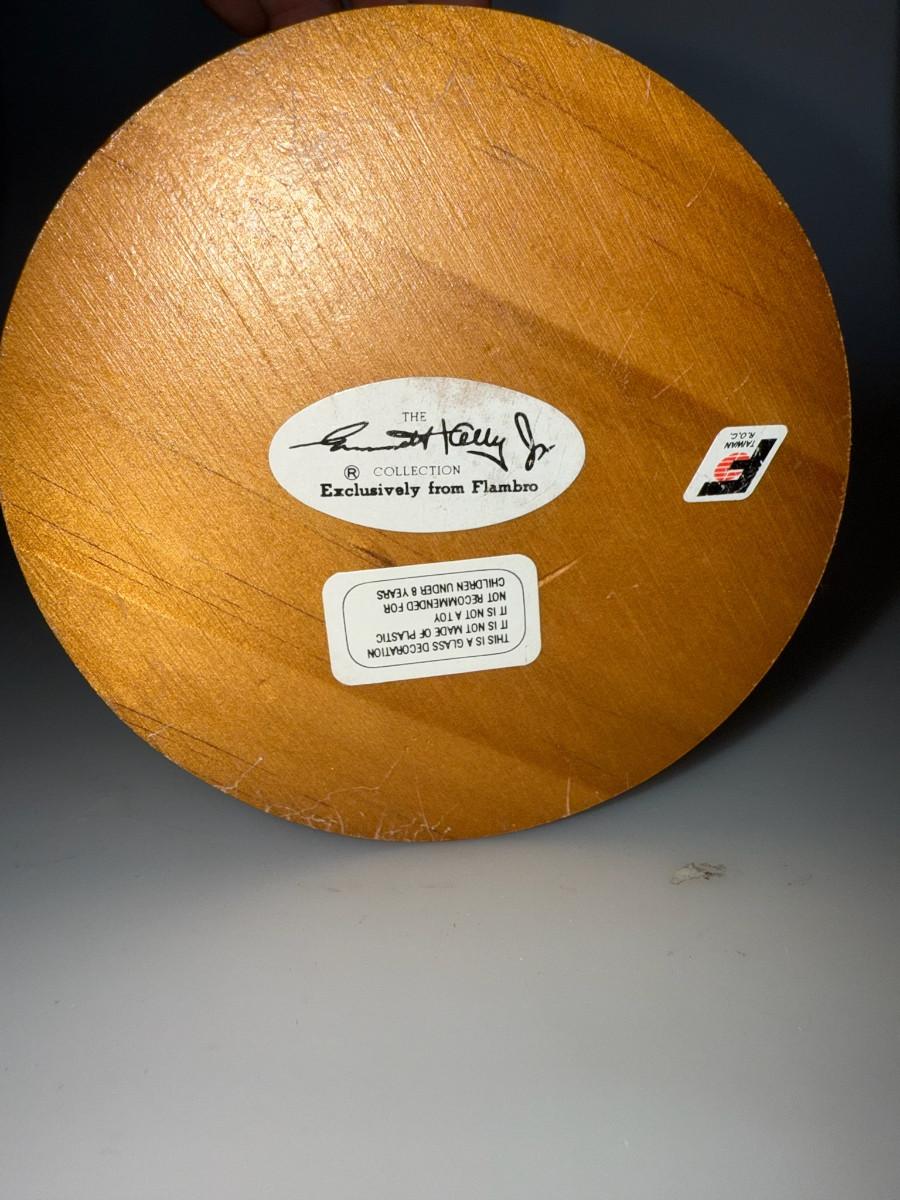 THE
Emmett Kelly Jr.
® COLLECTION
Exclusively from Flambro
TAIWAN
R.O.C.
THIS IS A GLASS DECORATION
IT IS NOT MADE OF PLASTIC
IT IS NOT A TOY
NOT RECOMMENDED FOR
CHILDREN UNDER 8 YEARS